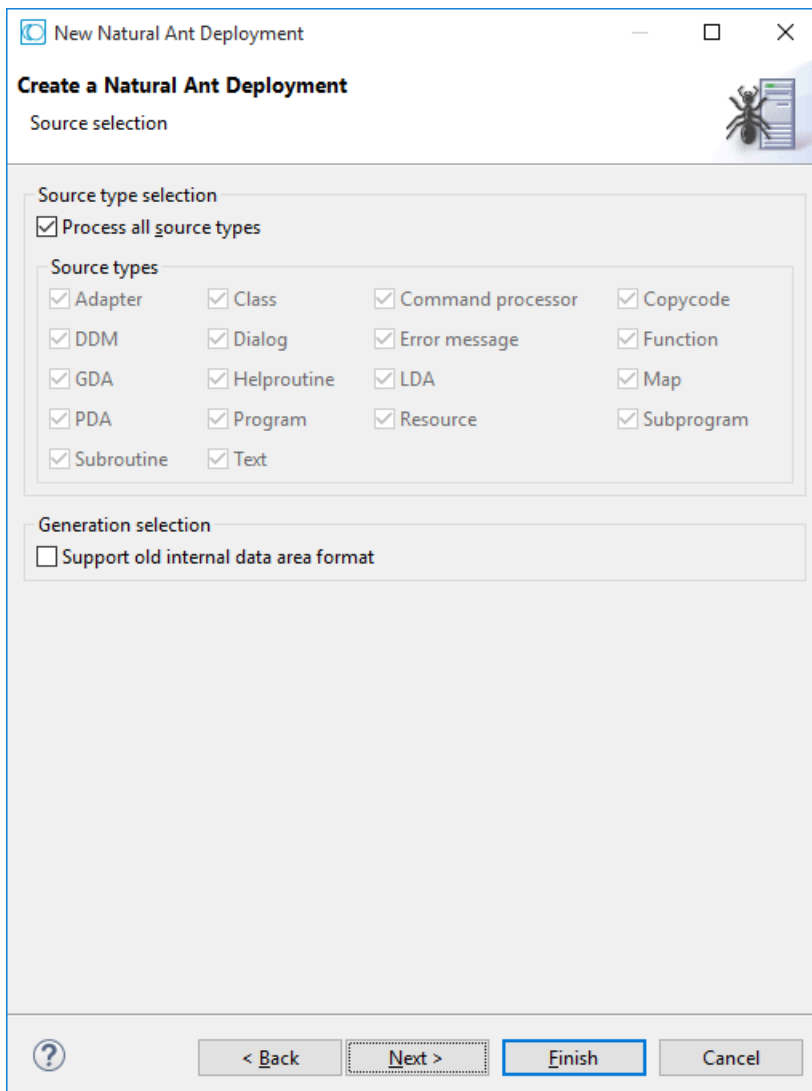 New Natural Ant Deployment
Create a Natural Ant Deployment
Source selection
Source type selection
Process all source types
Source types
Adapter Class Command processor Copycode
DDM Dialog Error message Function
GDA Helproutine LDA Map
PDA Program Resource Subprogram
Subroutine Text
Generation selection
Support old internal data area format
? < Back Next > Finish Cancel